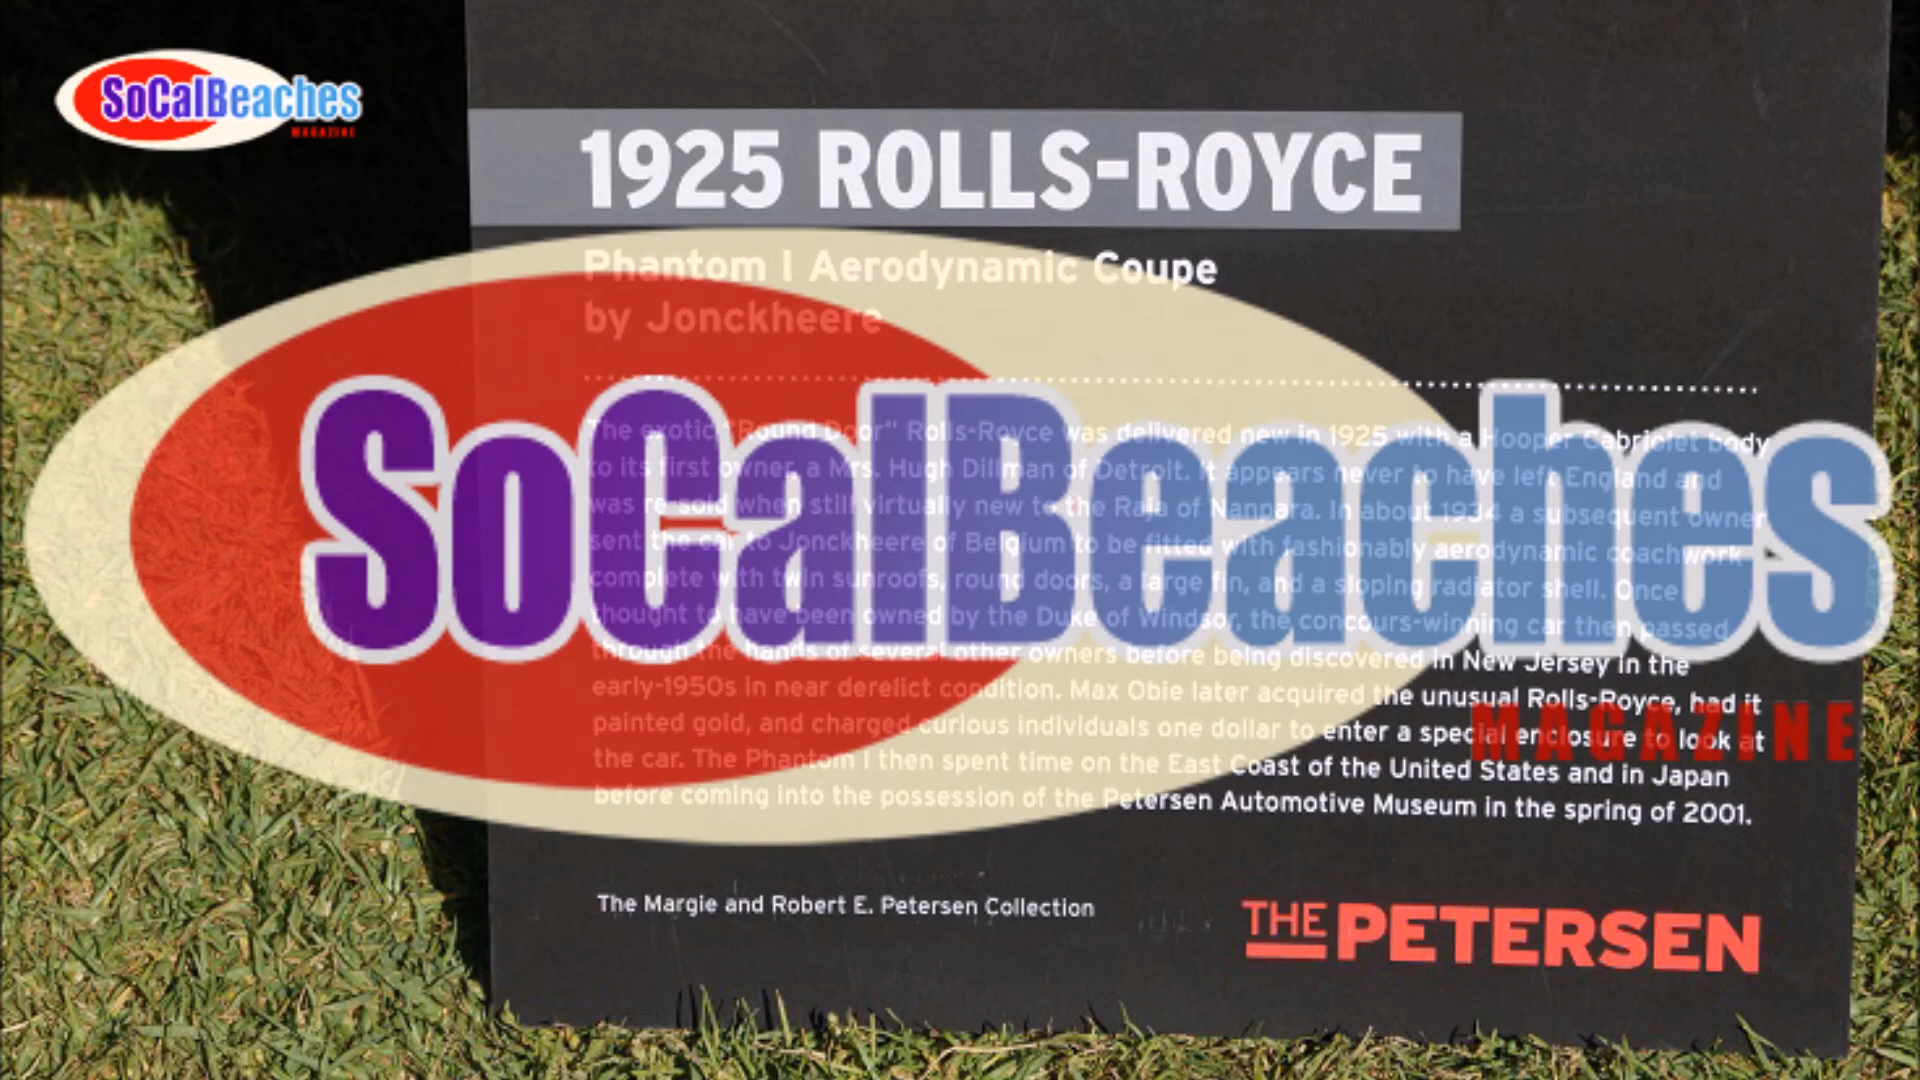 SoCalBeaches
MAGAZINE
1925 ROLLS-ROYCE
Phantom I Aerodynamic Coupe
by Jonckheere
The exotic "Round Door" Rolls-Royce was delivered new in 1925 with a Hooper Cabriolet body
to its first owner, a Mrs. Hugh Dillman of Detroit. It appears never to have left England and
was re-sold when still virtually new to the Raja of Nanpara. In about 1934 a subsequent owner
sent the car to Jonckheere of Belgium to be fitted with fashionably aerodynamic coachwork
complete with twin sunroofs, round doors, a large fin, and a sloping radiator shell. Once
thought to have been owned by the Duke of Windsor, the concours-winning car then passed
through the hands of several other owners before being discovered in New Jersey in the
early-1950s in near derelict condition. Max Obie later acquired the unusual Rolls-Royce, had it
painted gold, and charged curious individuals one dollar to enter a special enclosure to look at
the car. The Phantom I then spent time on the East Coast of the United States and in Japan
before coming into the possession of the Petersen Automotive Museum in the spring of 2001.
SoCalBeaches
MAGAZINE
The Margie and Robert E. Petersen Collection
THE PETERSEN